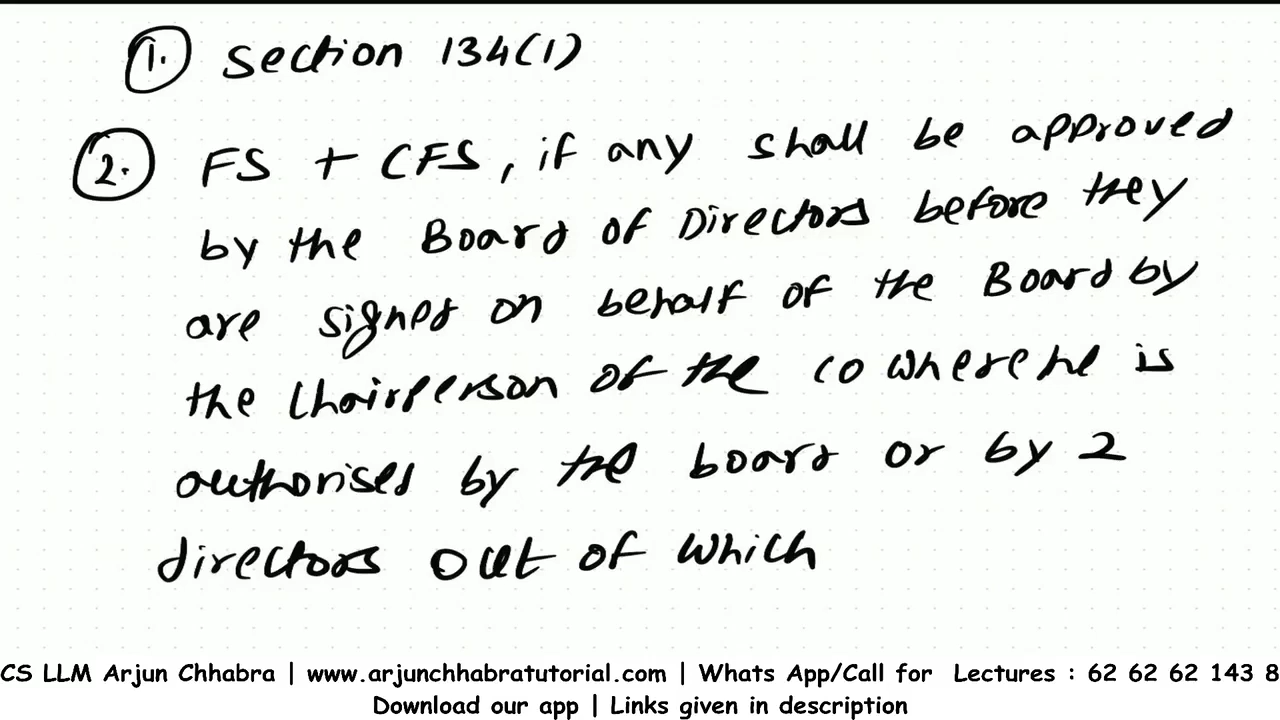 1. Section 134(1)
2. FS + CFS, if any shall be approved
by the Board of Directors before they
are signed on behalf of the Board by
the Chairperson of the co where he is
authorised by the board or by 2
directors out of which
CS LLM Arjun Chhabra | www.arjunchhabratutorial.com | Whats App/Call for Lectures : 62 62 62 143 8
Download our app | Links given in description